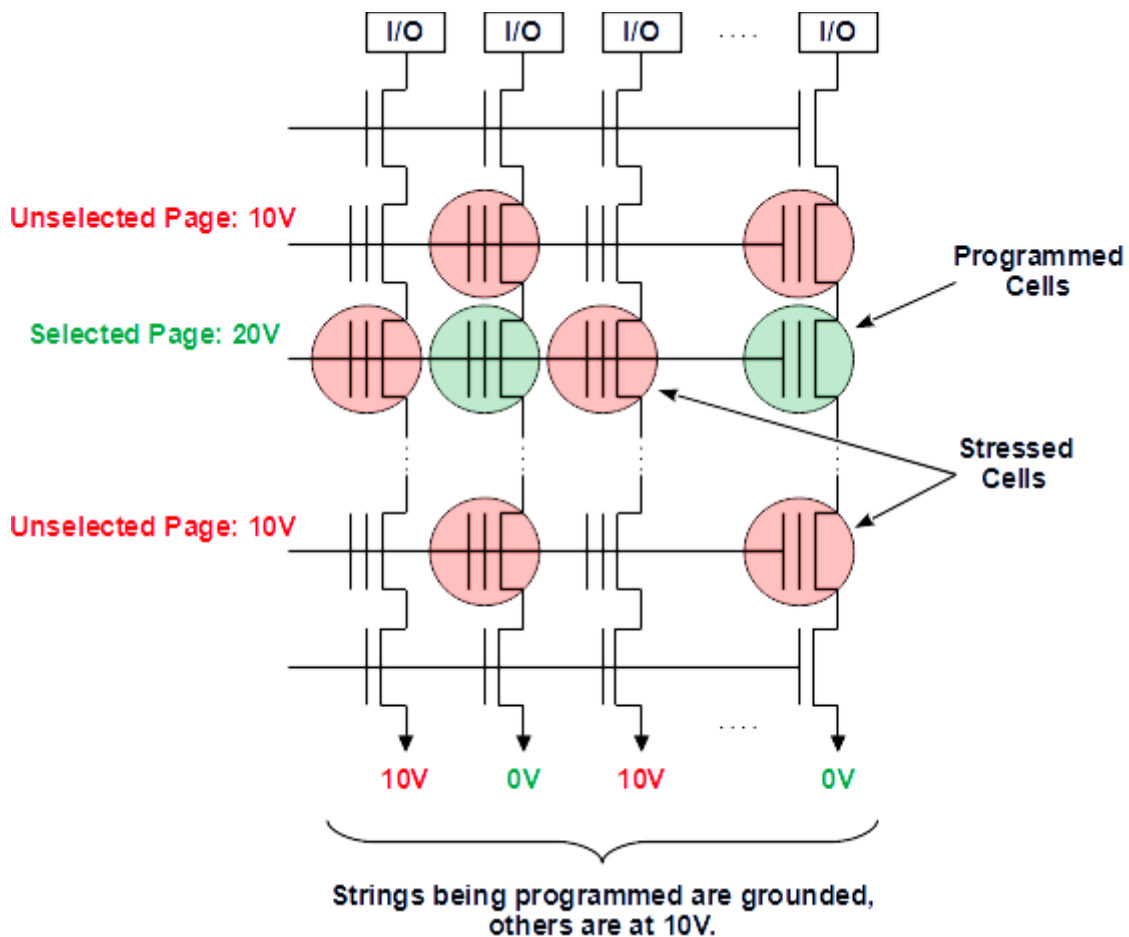 I/O I/O I/O .... I/O
Unselected Page: 10V
Programmed
Cells
Selected Page: 20V
Stressed
Cells
Unselected Page: 10V
....
10V 0V 10V 0V
Strings being programmed are grounded,
others are at 10V.